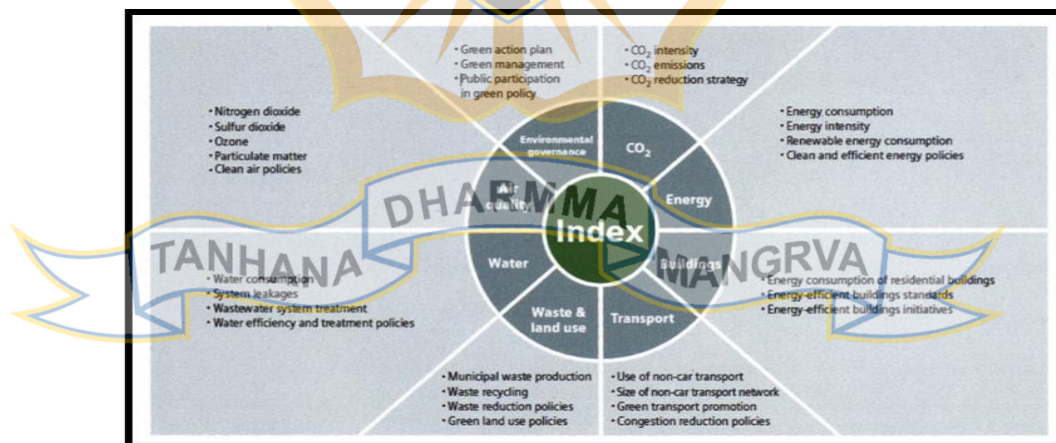 • Green action plan
• Green management
• Public participation
in green policy
• CO₂ intensity
• CO₂ emissions
• CO₂ reduction strategy
• Nitrogen dioxide
• Sulfur dioxide
• Ozone
• Particulate matter
• Clean air policies
• Energy consumption
• Energy intensity
• Renewable energy consumption
• Clean and efficient energy policies
Environmental
governance
CO₂
Air
quality
Energy
Index
Water
Buildings
Waste &
land use
Transport
TANHANA DHARMMA MANGRVA
• Water consumption
• System leakages
• Wastewater system treatment
• Water efficiency and treatment policies
• Energy consumption of residential buildings
• Energy-efficient buildings standards
• Energy-efficient buildings initiatives
• Municipal waste production
• Waste recycling
• Waste reduction policies
• Green land use policies
• Use of non-car transport
• Size of non-car transport network
• Green transport promotion
• Congestion reduction policies